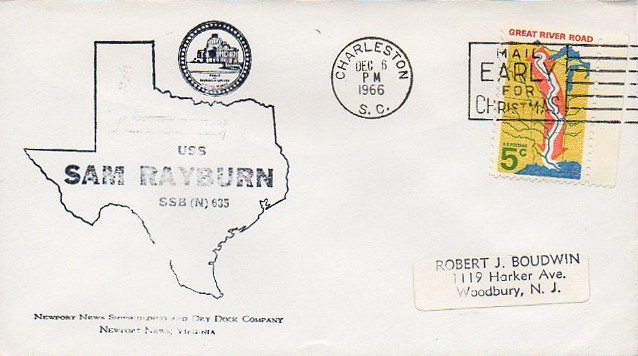 GREAT RIVER ROAD
CHARLESTON
DEC 6
PM
1966
S. C.
MAIL
EARLY
FOR
CHRISTMAS
5c
USS
SAM RAYBURN
SSB (N) 635
ROBERT J. BOUDWIN
1119 Harker Ave.
Woodbury, N. J.
NEWPORT NEWS SHIPBUILDING AND DRY DOCK COMPANY
NEWPORT NEWS, VIRGINIA